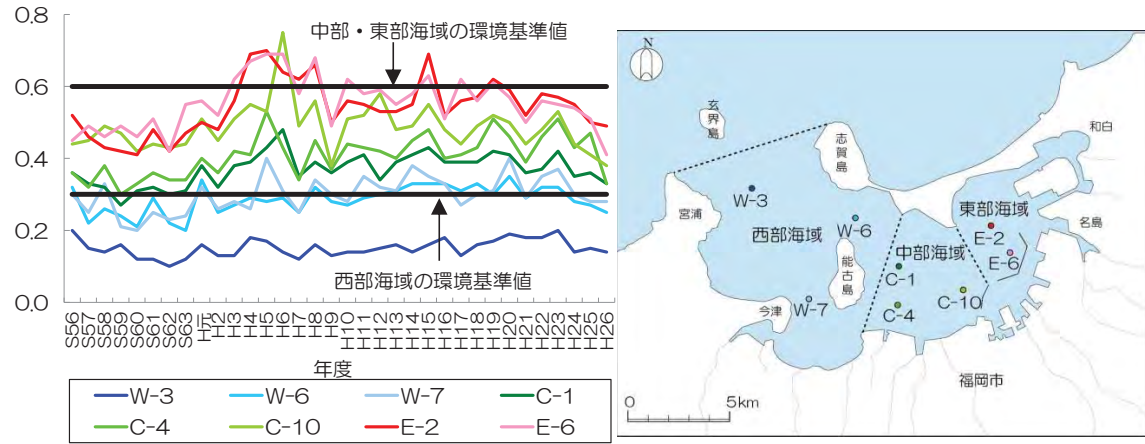 0.8
0.6
0.4
0.2
0.0
中部・東部海域の環境基準値
西部海域の環境基準値
S56
S57
S58
S59
S60
S61
S62
S63
H元
H2
H3
H4
H5
H6
H7
H8
H9
H10
H11
H12
H13
H14
H15
H16
H17
H18
H19
H20
H21
H22
H23
H24
H25
H26
年度
W-3 W-6 W-7 C-1
C-4 C-10 E-2 E-6
N
玄界島
志賀島
和白
宮浦
W-3
東部海域
名島
W-6
西部海域
E-2
中部海域
E-6
能古島
C-1
C-10
W-7
今津
C-4
福岡市
0 5km